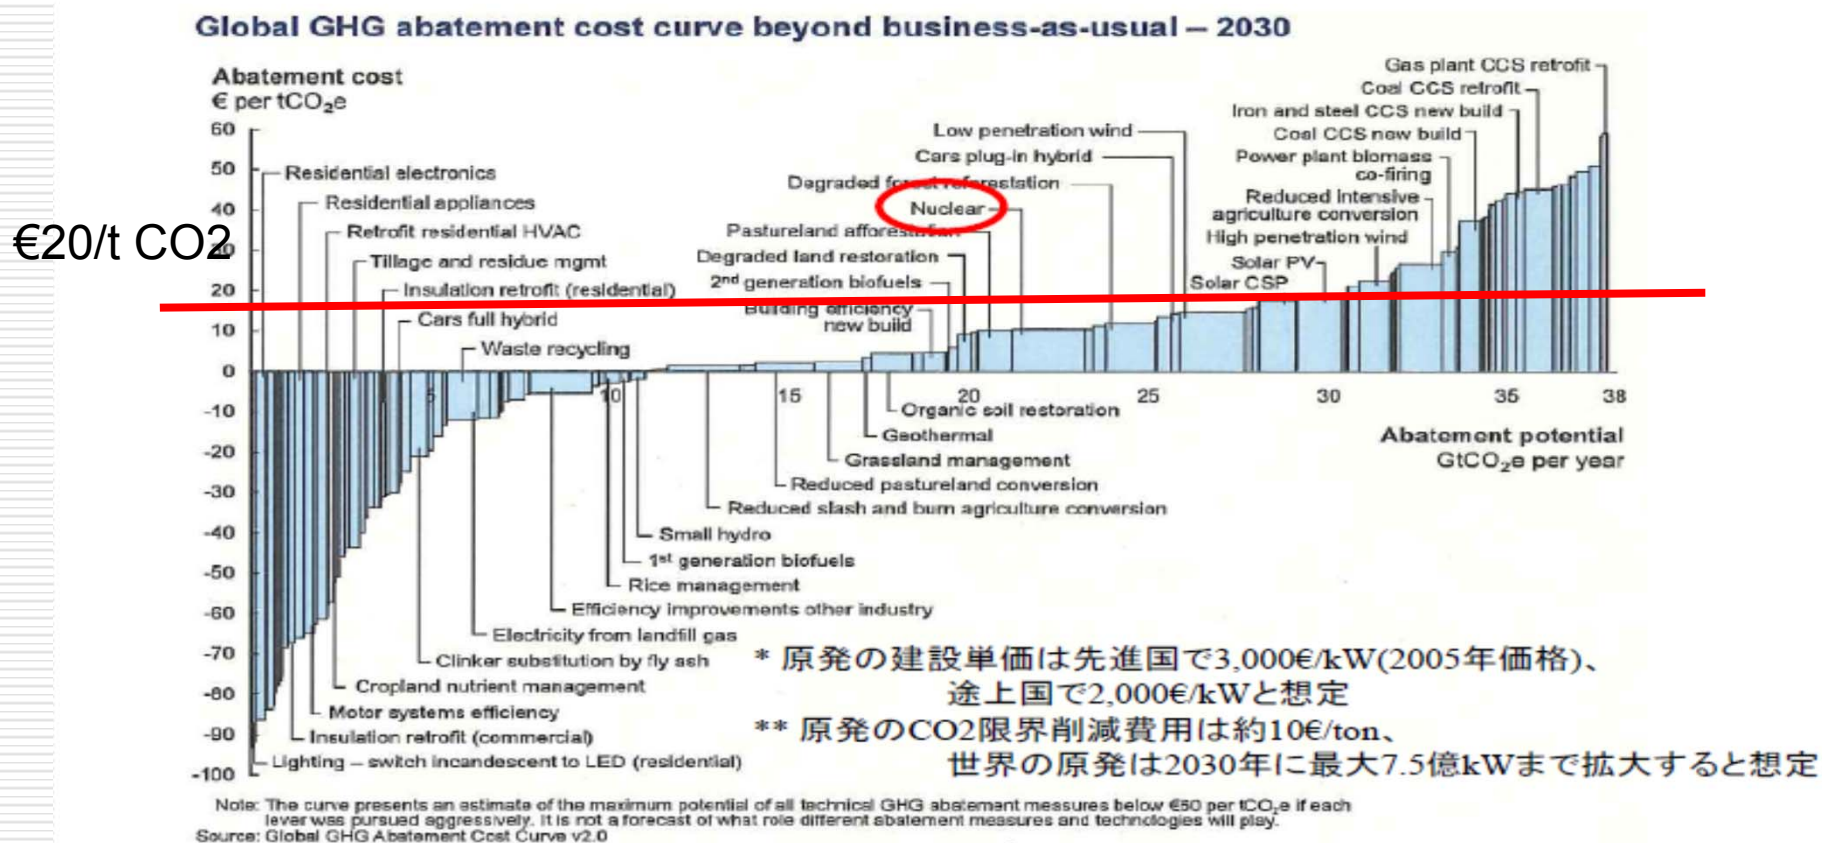 Global GHG abatement cost curve beyond business-as-usual – 2030
Abatement cost
€ per tCO₂e
60
50
40
20
10
0
-10
-20
-30
-40
-50
-60
-70
-80
-90
-100
€20/t CO2
Gas plant CCS retrofit
Coal CCS retrofit
Iron and steel CCS new build
Coal CCS new build
Power plant biomass
co-firing
Reduced intensive
agriculture conversion
High penetration wind
Solar PV
Solar CSP
Low penetration wind
Cars plug-in hybrid
Degraded forest reforestation
Nuclear
Pastureland afforestation
Degraded land restoration
2nd generation biofuels
Building efficiency
new build
Residential electronics
Residential appliances
Retrofit residential HVAC
Tillage and residue mgmt
Insulation retrofit (residential)
Cars full hybrid
Waste recycling
5
10
15
20
25
30
35
38
Abatement potential
GtCO₂e per year
Organic soil restoration
Geothermal
Grassland management
Reduced pastureland conversion
Reduced slash and burn agriculture conversion
Small hydro
1st generation biofuels
Rice management
Efficiency improvements other industry
Electricity from landfill gas
Clinker substitution by fly ash
Cropland nutrient management
Motor systems efficiency
Insulation retrofit (commercial)
Lighting – switch incandescent to LED (residential)
* 原発の建設単価は先進国で3,000€/kW(2005年価格)、
途上国で2,000€/kWと想定
** 原発のCO2限界削減費用は約10€/ton、
世界の原発は2030年に最大7.5億kWまで拡大すると想定
Note: The curve presents an estimate of the maximum potential of all technical GHG abatement measures below €60 per tCO₂e if each
lever was pursued aggressively. It is not a forecast of what role different abatement measures and technologies will play.
Source: Global GHG Abatement Cost Curve v2.0